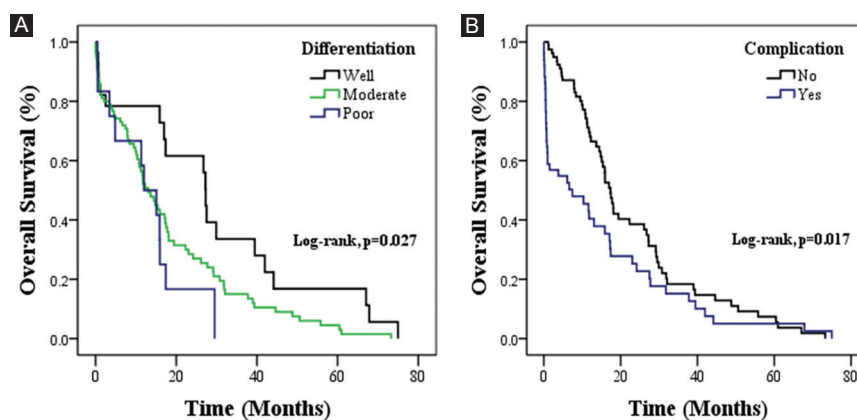 A
Overall Survival (%)
1.0
0.8
0.6
0.4
0.2
0.0
Differentiation
Well
Moderate
Poor
Log-rank, p=0.027
0
20
40
60
80
Time (Months)
B
Overall Survival (%)
1.0
0.8
0.6
0.4
0.2
0.0
Complication
No
Yes
Log-rank, p=0.017
0
20
40
60
80
Time (Months)